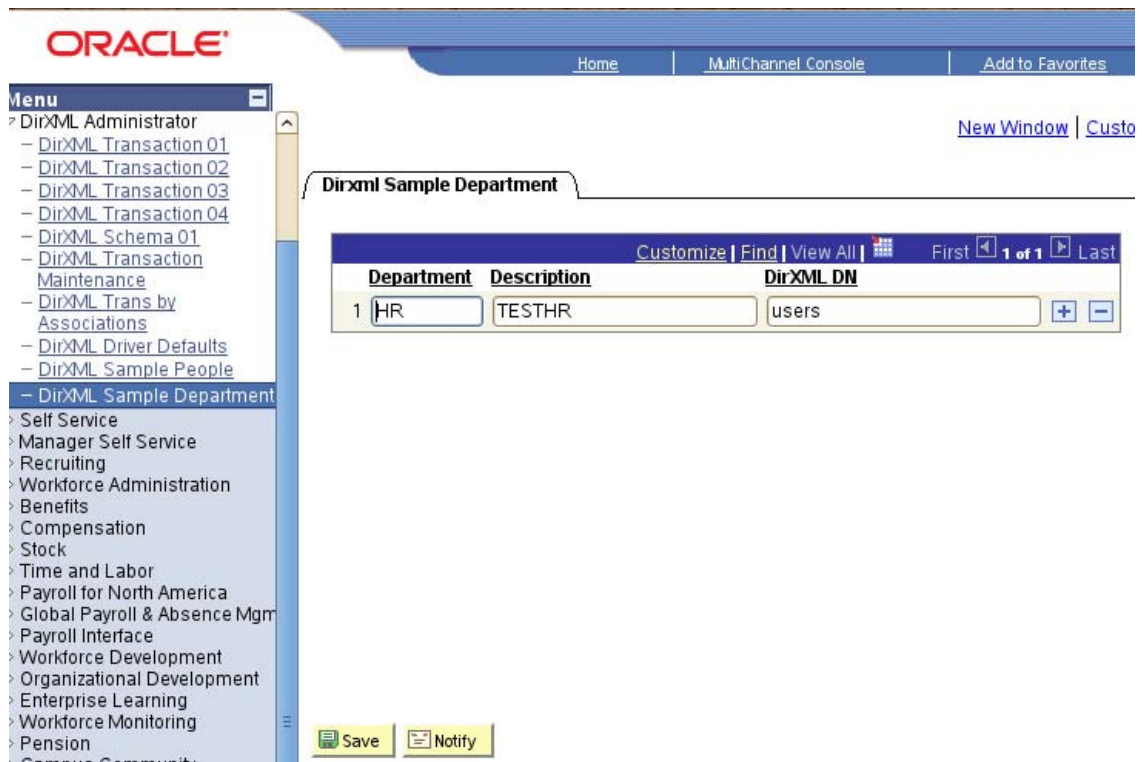 ORACLE'
Home MultiChannel Console Add to Favorites
Menu
DirXML Administrator
DirXML Transaction 01
DirXML Transaction 02
DirXML Transaction 03
DirXML Transaction 04
DirXML Schema 01
DirXML Transaction
Maintenance
DirXML Trans by
Associations
DirXML Driver Defaults
DirXML Sample People
DirXML Sample Department
Self Service
Manager Self Service
Recruiting
Workforce Administration
Benefits
Compensation
Stock
Time and Labor
Payroll for North America
Global Payroll & Absence Mgm
Payroll Interface
Workforce Development
Organizational Development
Enterprise Learning
Workforce Monitoring
Pension
New Window | Custo
Dirxml Sample Department
Customize | Find | View All | First 1 of 1 Last
Department Description DirXML DN
1 HR TESTHR users
Save Notify